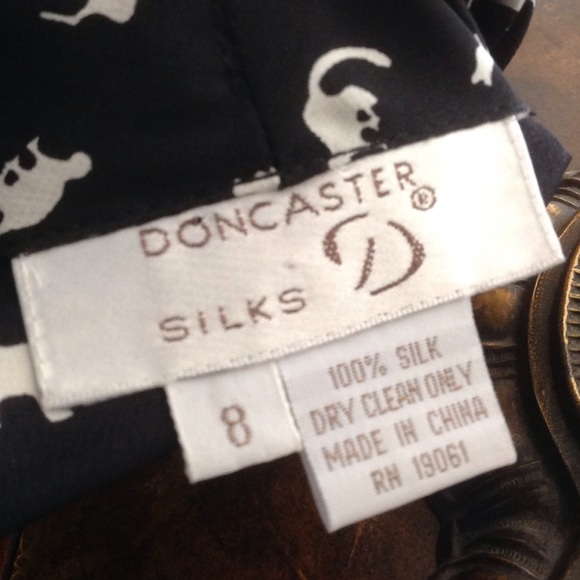 DONCASTER®
D
SILKS
8
100% SILK
DRY CLEAN ONLY
MADE IN CHINA
RN 19061